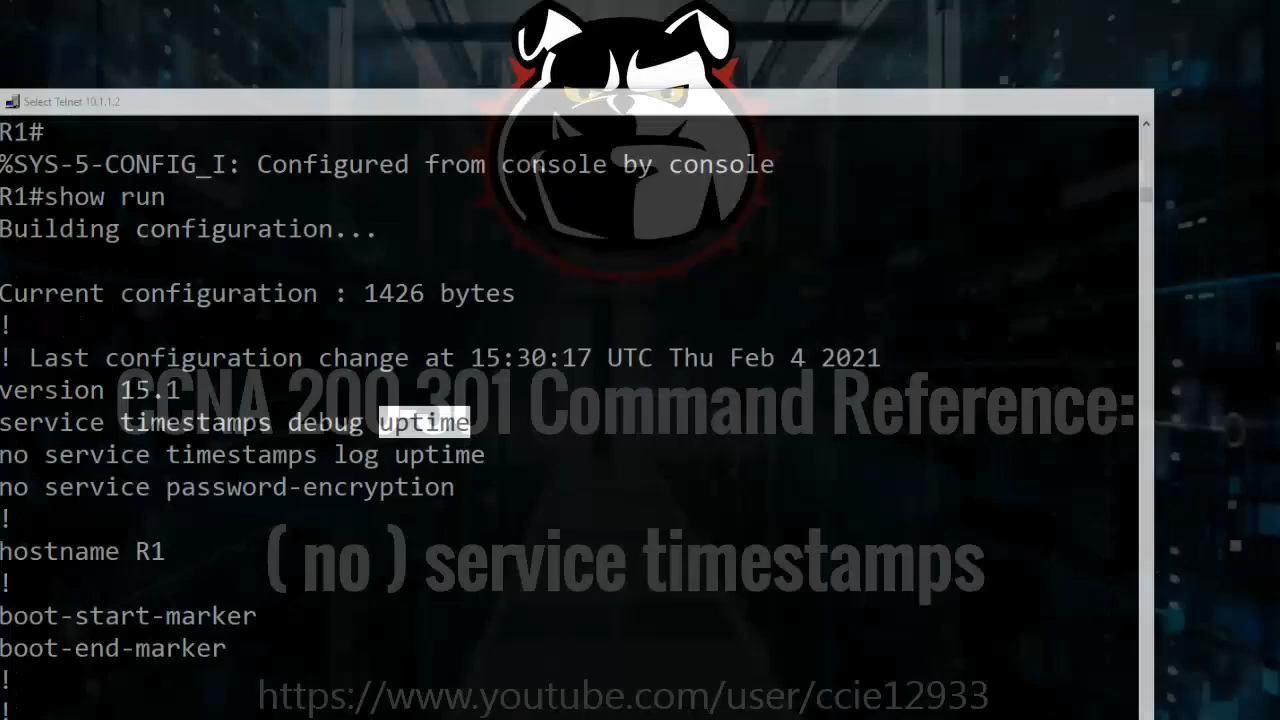 Select Telnet 10.1.1.2
R1#
%SYS-5-CONFIG_I: Configured from console by console
R1#show run
Building configuration...
Current configuration : 1426 bytes
!
! Last configuration change at 15:30:17 UTC Thu Feb 4 2021
version 15.1
CCNA 200 301 Command Reference:
service timestamps debug uptime
no service timestamps log uptime
no service password-encryption
!
hostname R1
( no ) service timestamps
!
boot-start-marker
boot-end-marker
!
https://www.youtube.com/user/ccie12933
!